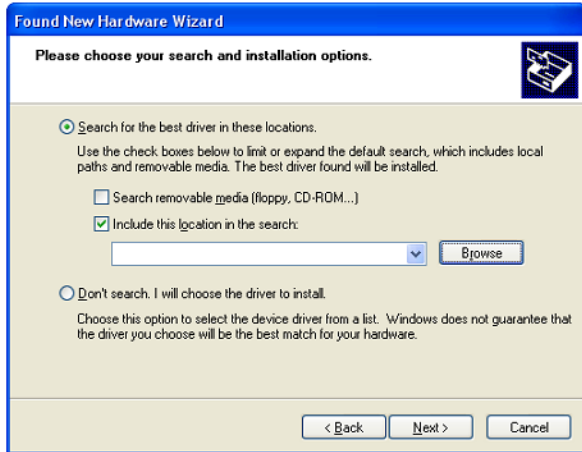 Found New Hardware Wizard
Please choose your search and installation options.
Search for the best driver in these locations.
Use the check boxes below to limit or expand the default search, which includes local
paths and removable media. The best driver found will be installed.
Search removable media (floppy, CD-ROM...)
Include this location in the search:
Browse
Don't search. I will choose the driver to install.
Choose this option to select the device driver from a list. Windows does not guarantee that
the driver you choose will be the best match for your hardware.
< Back Next > Cancel